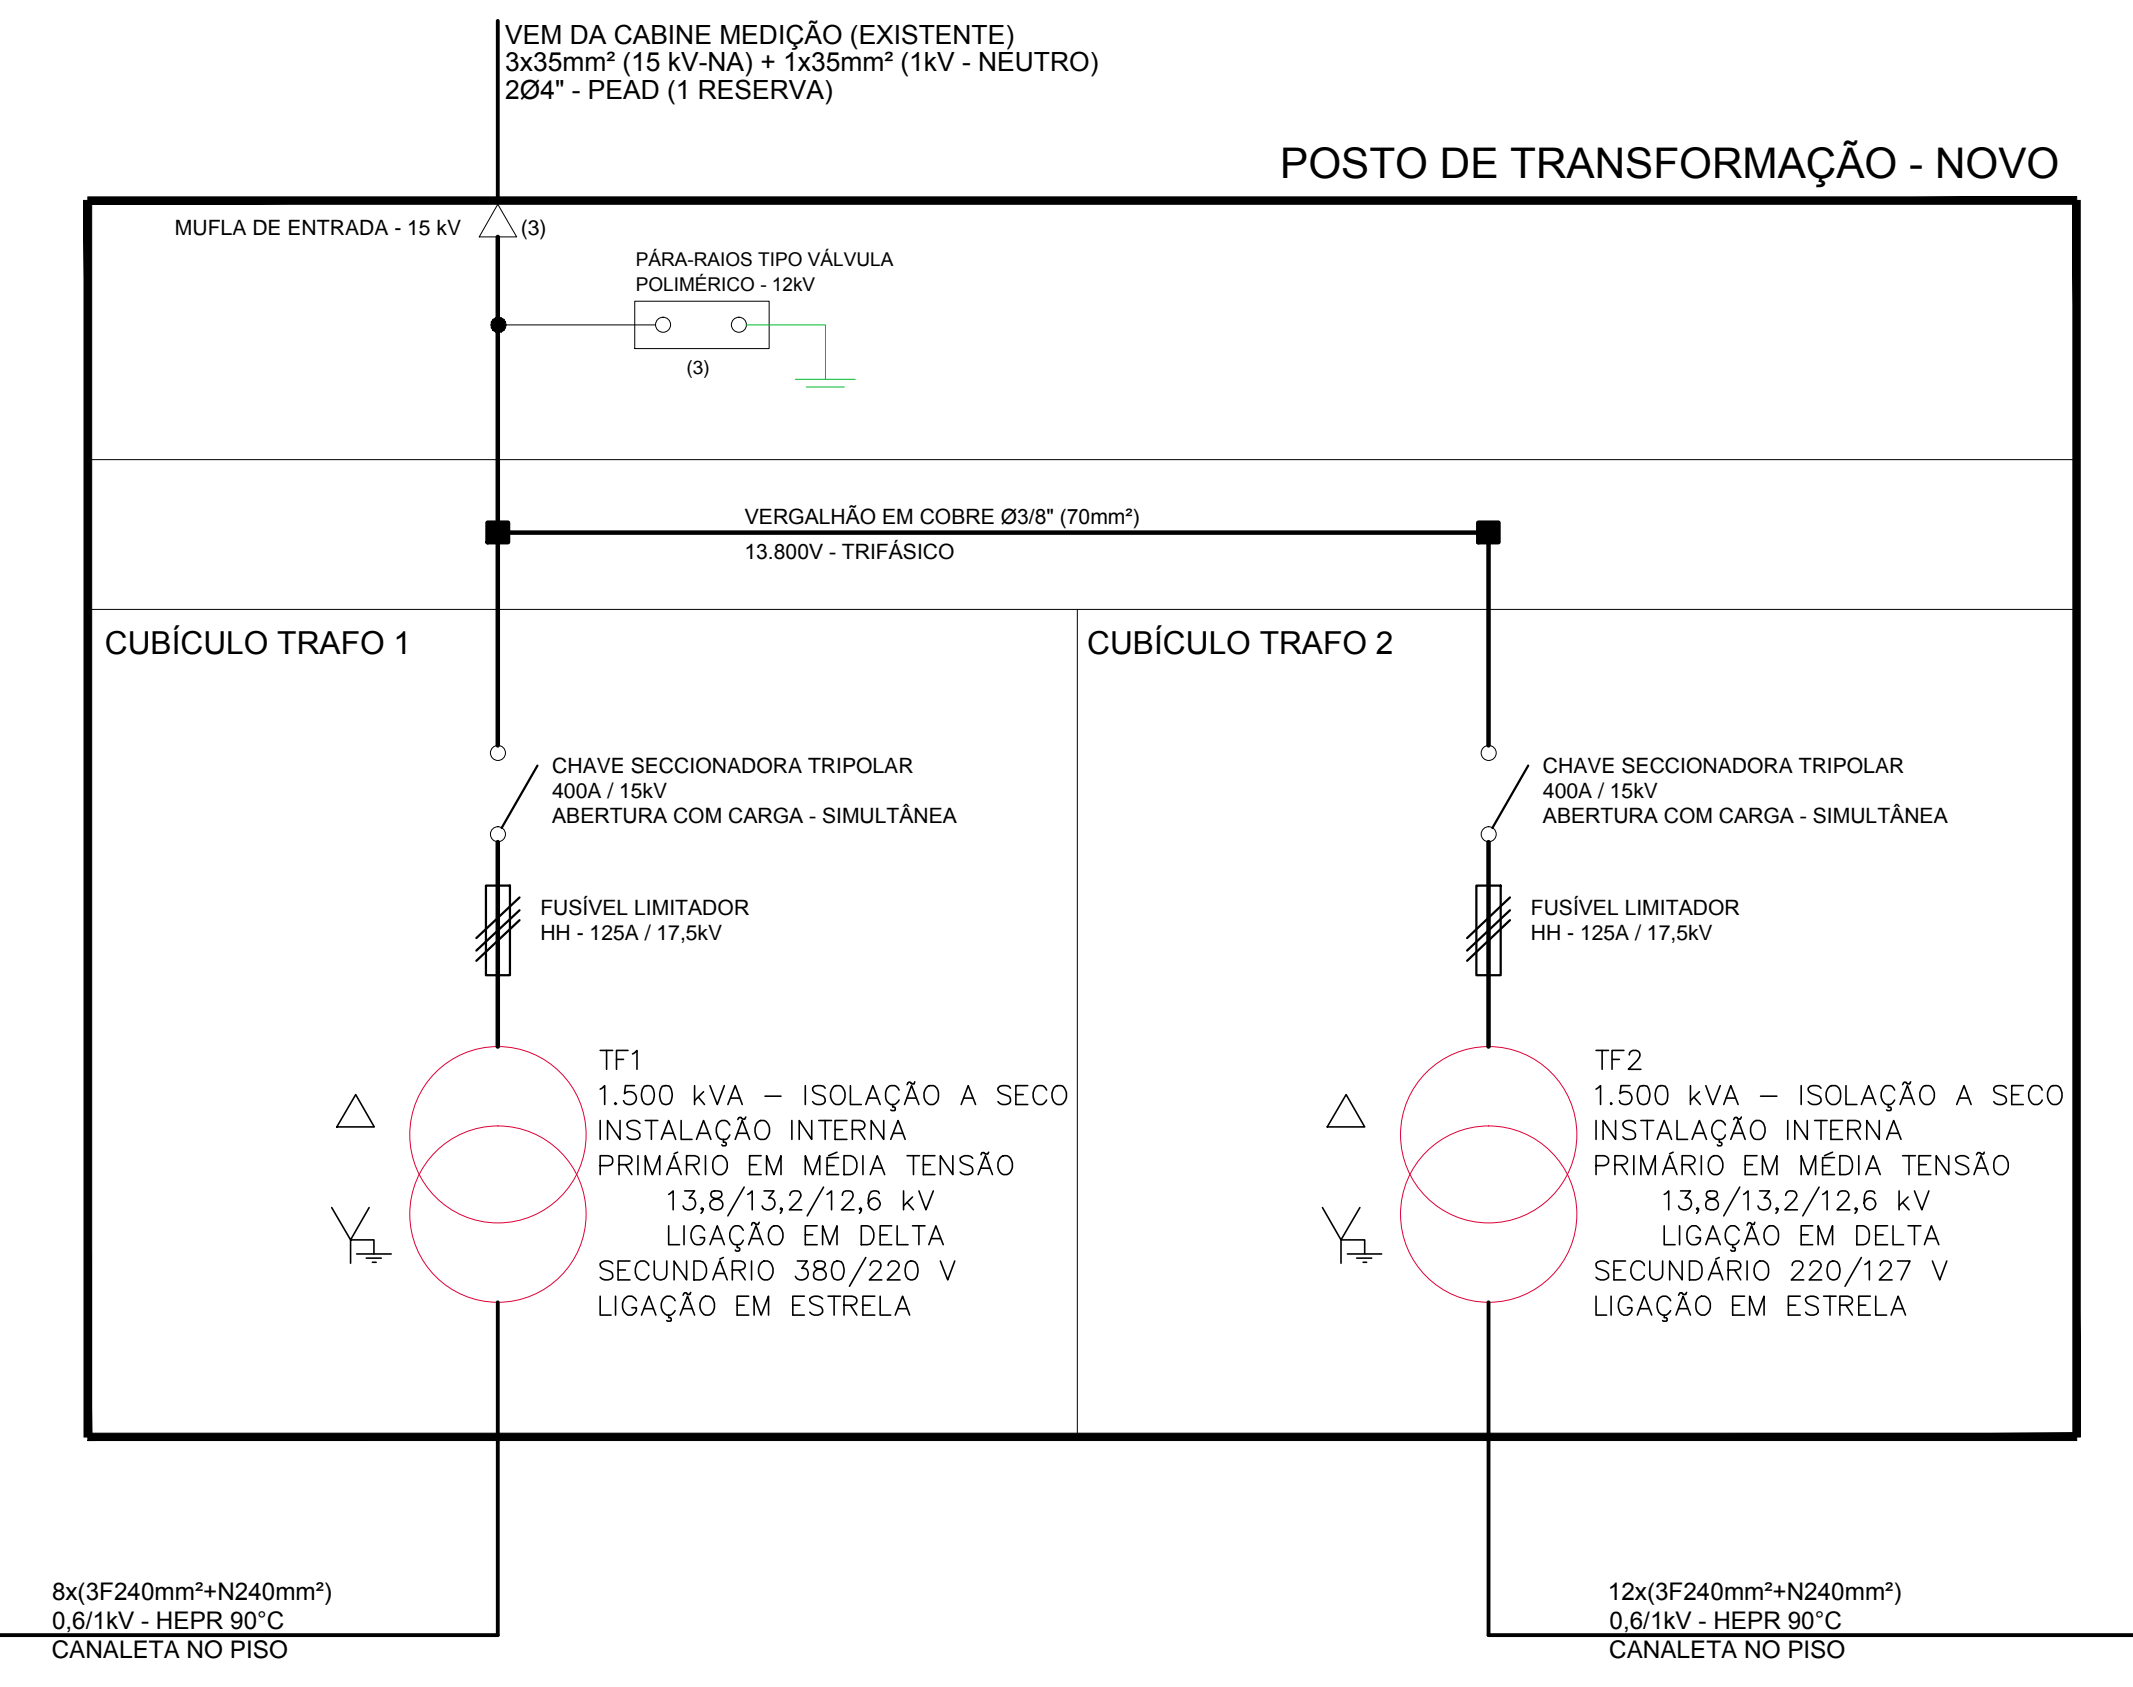 VEM DA CABINE MEDIÇÃO (EXISTENTE)
3x35mm² (15 kV-NA) + 1x35mm² (1kV - NEUTRO)
2Ø4" - PEAD (1 RESERVA)
POSTO DE TRANSFORMAÇÃO - NOVO
MUFLA DE ENTRADA - 15 kV
(3)
PÁRA-RAIOS TIPO VÁLVULA
POLIMÉRICO - 12kV
(3)
VERGALHÃO EM COBRE Ø3/8" (70mm²)
13.800V - TRIFÁSICO
CUBÍCULO TRAFO 1
CHAVE SECCIONADORA TRIPOLAR
400A / 15kV
ABERTURA COM CARGA - SIMULTÂNEA
FUSÍVEL LIMITADOR
HH - 125A / 17,5kV
TF1
1.500 kVA – ISOLAÇÃO A SECO
INSTALAÇÃO INTERNA
PRIMÁRIO EM MÉDIA TENSÃO
13,8/13,2/12,6 kV
LIGAÇÃO EM DELTA
SECUNDÁRIO 380/220 V
LIGAÇÃO EM ESTRELA
CUBÍCULO TRAFO 2
CHAVE SECCIONADORA TRIPOLAR
400A / 15kV
ABERTURA COM CARGA - SIMULTÂNEA
FUSÍVEL LIMITADOR
HH - 125A / 17,5kV
TF2
1.500 kVA – ISOLAÇÃO A SECO
INSTALAÇÃO INTERNA
PRIMÁRIO EM MÉDIA TENSÃO
13,8/13,2/12,6 kV
LIGAÇÃO EM DELTA
SECUNDÁRIO 220/127 V
LIGAÇÃO EM ESTRELA
8x(3F240mm²+N240mm²)
0,6/1kV - HEPR 90°C
CANALETA NO PISO
12x(3F240mm²+N240mm²)
0,6/1kV - HEPR 90°C
CANALETA NO PISO